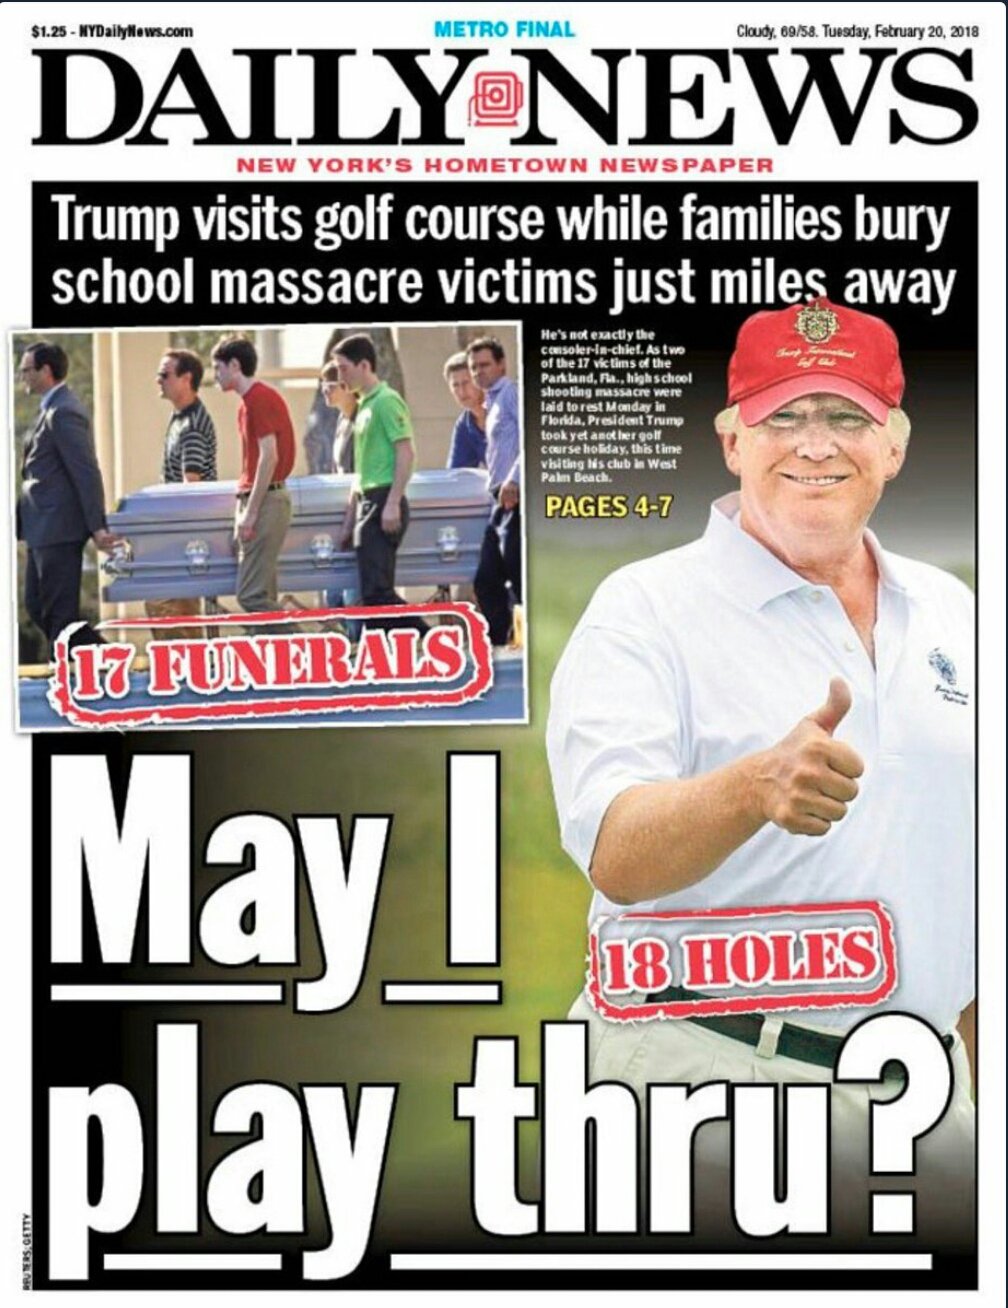 $1.25 - NYDailyNews.com
METRO FINAL
Cloudy, 69/58. Tuesday, February 20, 2018
DAILY NEWS
NEW YORK'S HOMETOWN NEWSPAPER
Trump visits golf course while families bury
school massacre victims just miles away
He's not exactly the
consoler-in-chief. As two
of the 17 victims of the
Parkland, Fla., high school
shooting massacre were
laid to rest Monday in
Florida, President Trump
took yet another golf
course holiday, this time
visiting his club in West
Palm Beach.
PAGES 4-7
Trump International
Golf Club
17 FUNERALS
18 HOLES
May I
play thru?
REUTERS, GETTY